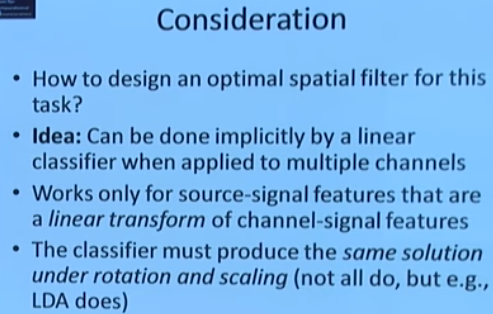 Consideration
• How to design an optimal spatial filter for this
task?
• Idea: Can be done implicitly by a linear
classifier when applied to multiple channels
• Works only for source-signal features that are
a linear transform of channel-signal features
• The classifier must produce the same solution
under rotation and scaling (not all do, but e.g.,
LDA does)